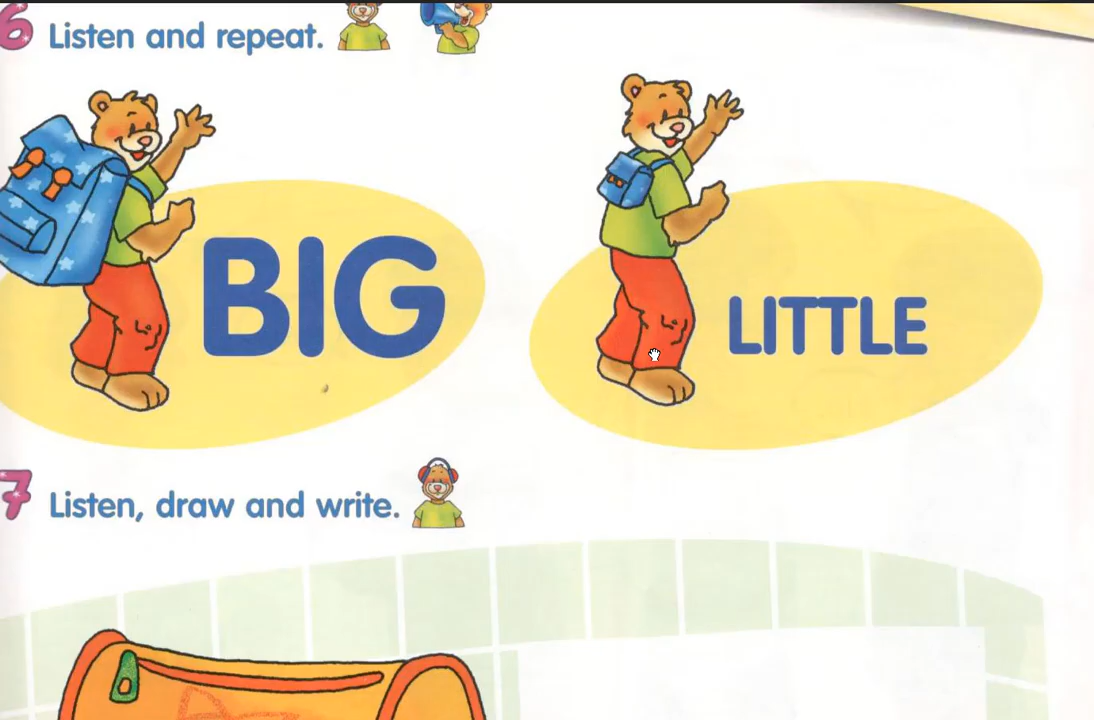 6 Listen and repeat.
BIG
LITTLE
7 Listen, draw and write.